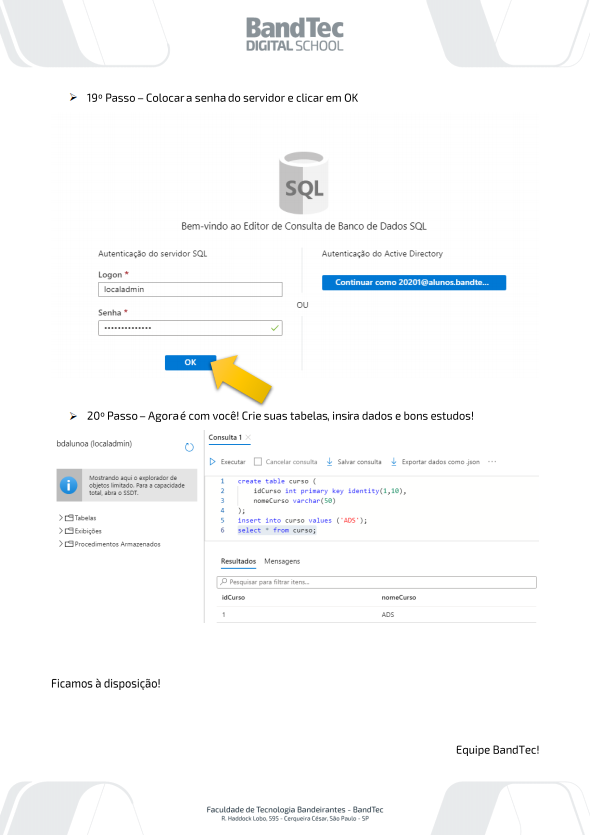 BandTec
DIGITAL SCHOOL
➢ 19º Passo – Colocar a senha do servidor e clicar em OK
SQL
Bem-vindo ao Editor de Consulta de Banco de Dados SQL
Autenticação do servidor SQL
Logon *
localadmin
Senha *
••••••••••••••
OK
OU
Autenticação do Active Directory
Continuar como 20201@alunos.bandte...
➢ 20º Passo – Agora é com você! Crie suas tabelas, insira dados e bons estudos!
bdalunoa (localadmin)
Mostrando aqui o explorador de
objetos limitado. Para a capacidade
total, abra o SSDT.
Tabelas
Exibições
Procedimentos Armazenados
Consulta 1 ×
Executar Cancelar consulta Salvar consulta Exportar dados como .json ···
1 create table curso (
2 idCurso int primary key identity(1,10),
3 nomeCurso varchar(50)
4 );
5 insert into curso values ('ADS');
6 select * from curso;
Resultados Mensagens
Pesquisar para filtrar itens...
idCurso nomeCurso
1 ADS
Ficamos à disposição!
Equipe BandTec!
Faculdade de Tecnologia Bandeirantes - BandTec
R. Haddock Lobo, 595 - Cerqueira César, São Paulo - SP